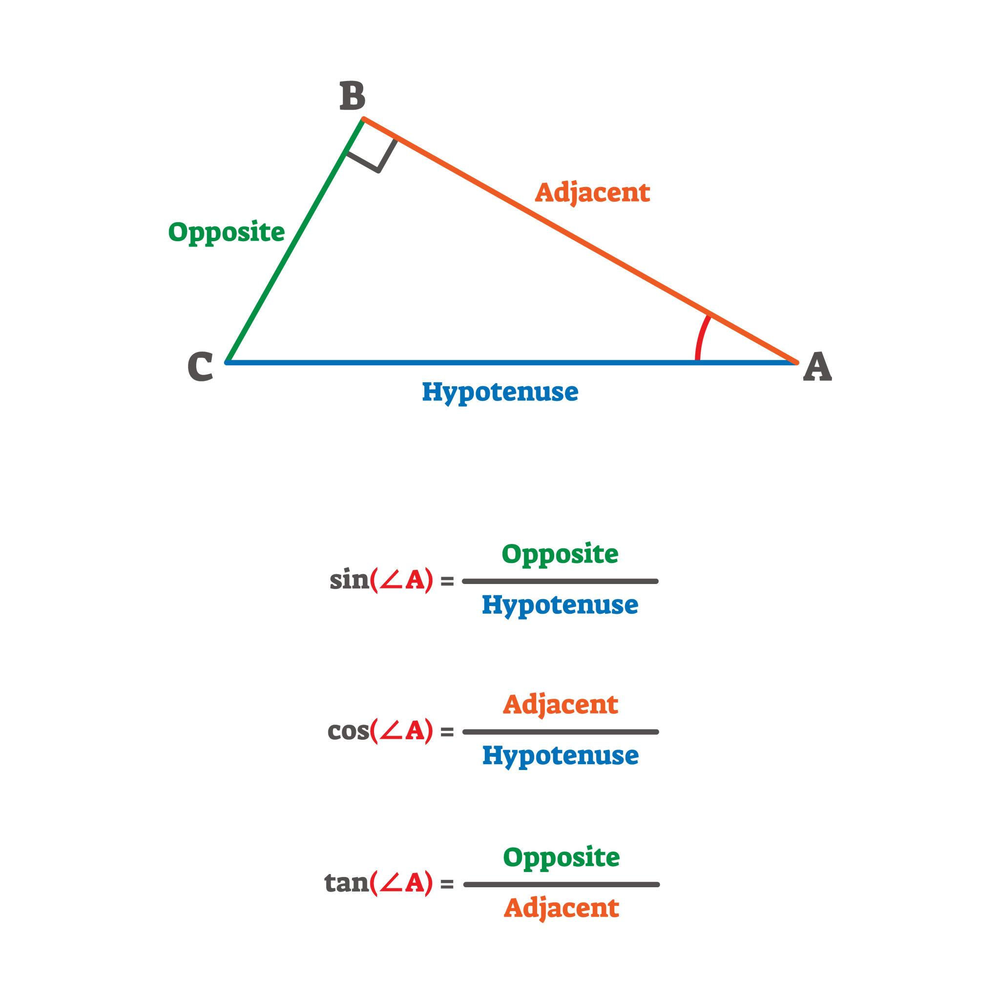 B
Adjacent
Opposite
C
A
Hypotenuse
sin(∠A) = Opposite
Hypotenuse
cos(∠A) = Adjacent
Hypotenuse
tan(∠A) = Opposite
Adjacent